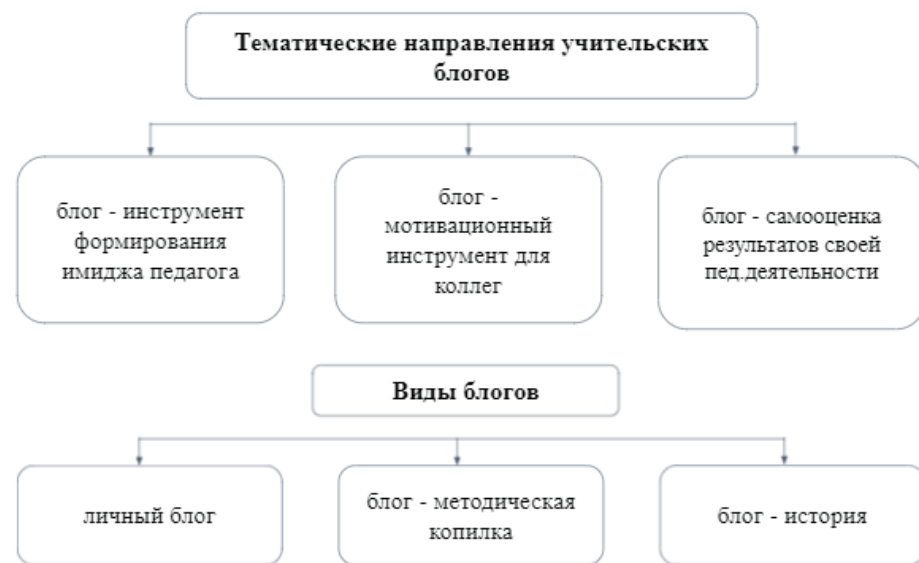 Тематические направления учительских
блогов
блог - инструмент
формирования
имиджа педагога
блог -
мотивационный
инструмент для
коллег
блог - самооценка
результатов своей
пед.деятельности
Виды блогов
личный блог
блог - методическая
копилка
блог - история